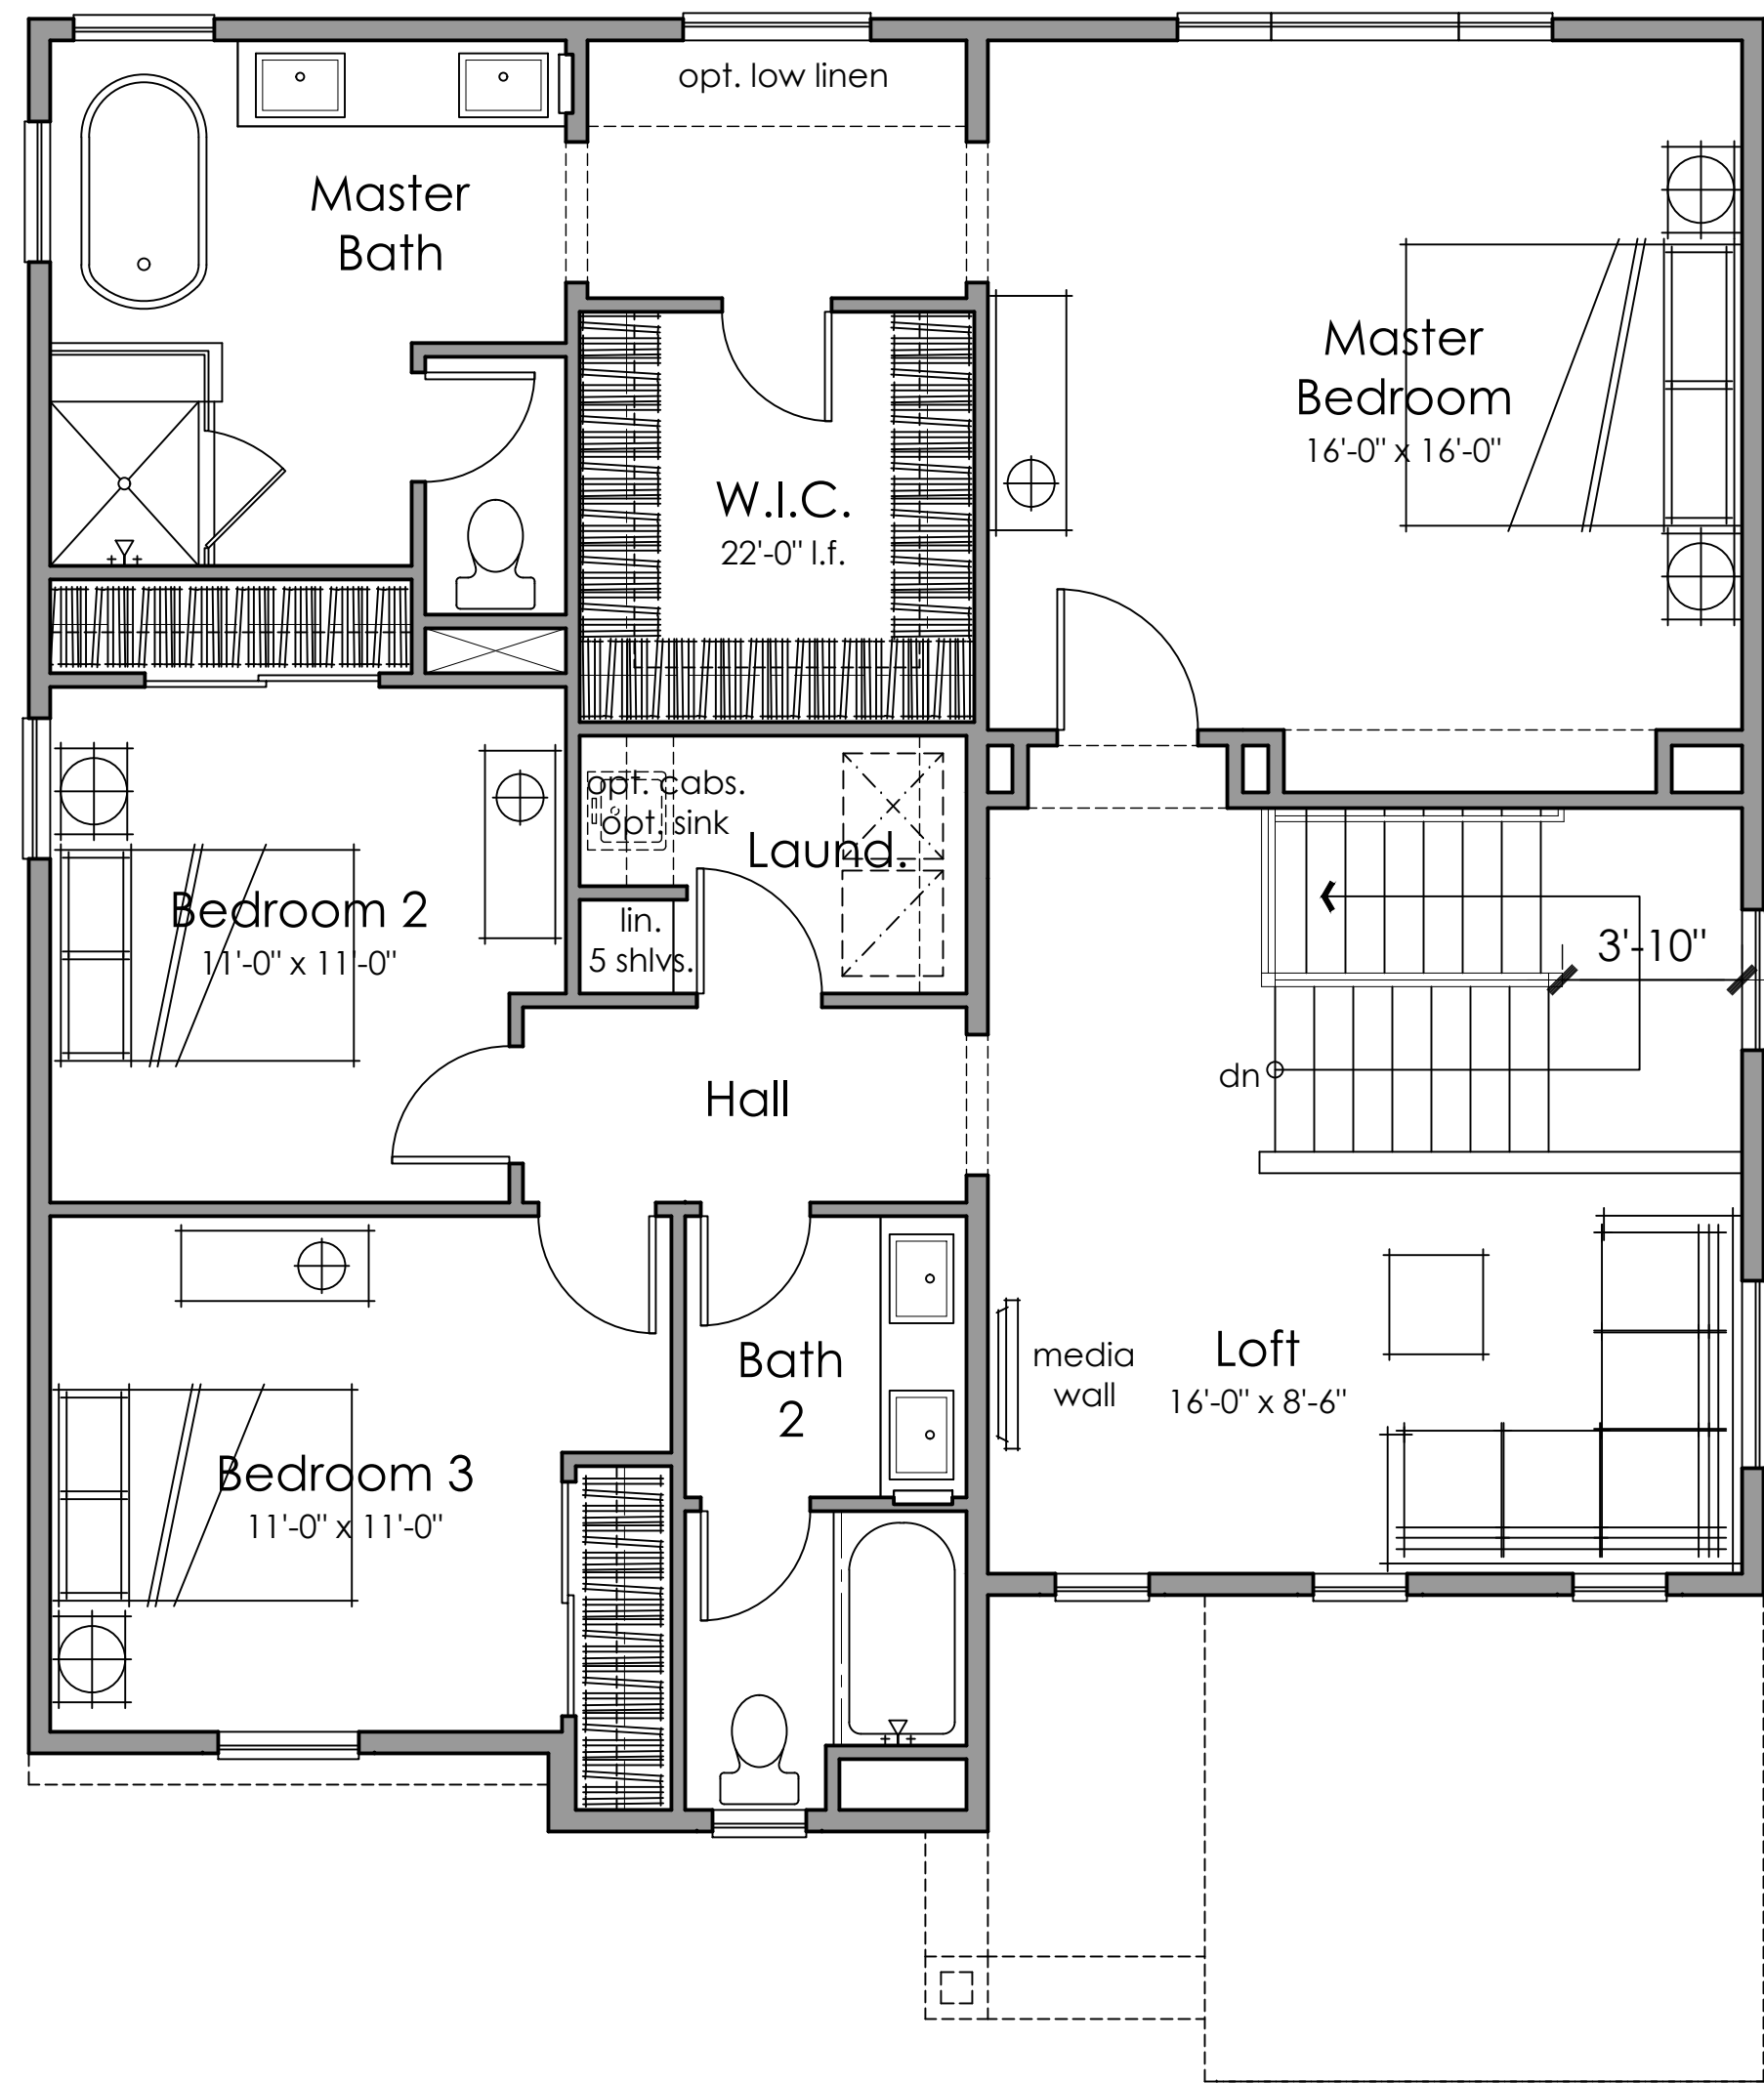 opt. low linen
Master
Bath
Master
Bedroom
16'-0" x 16'-0"
W.I.C.
22'-0" l.f.
opt. cabs.
opt. sink
Laund.
lin.
5 shlvs.
Bedroom 2
11'-0" x 11'-0"
3'-10"
dn
Hall
Bath
2
media
wall
Loft
16'-0" x 8'-6"
Bedroom 3
11'-0" x 11'-0"